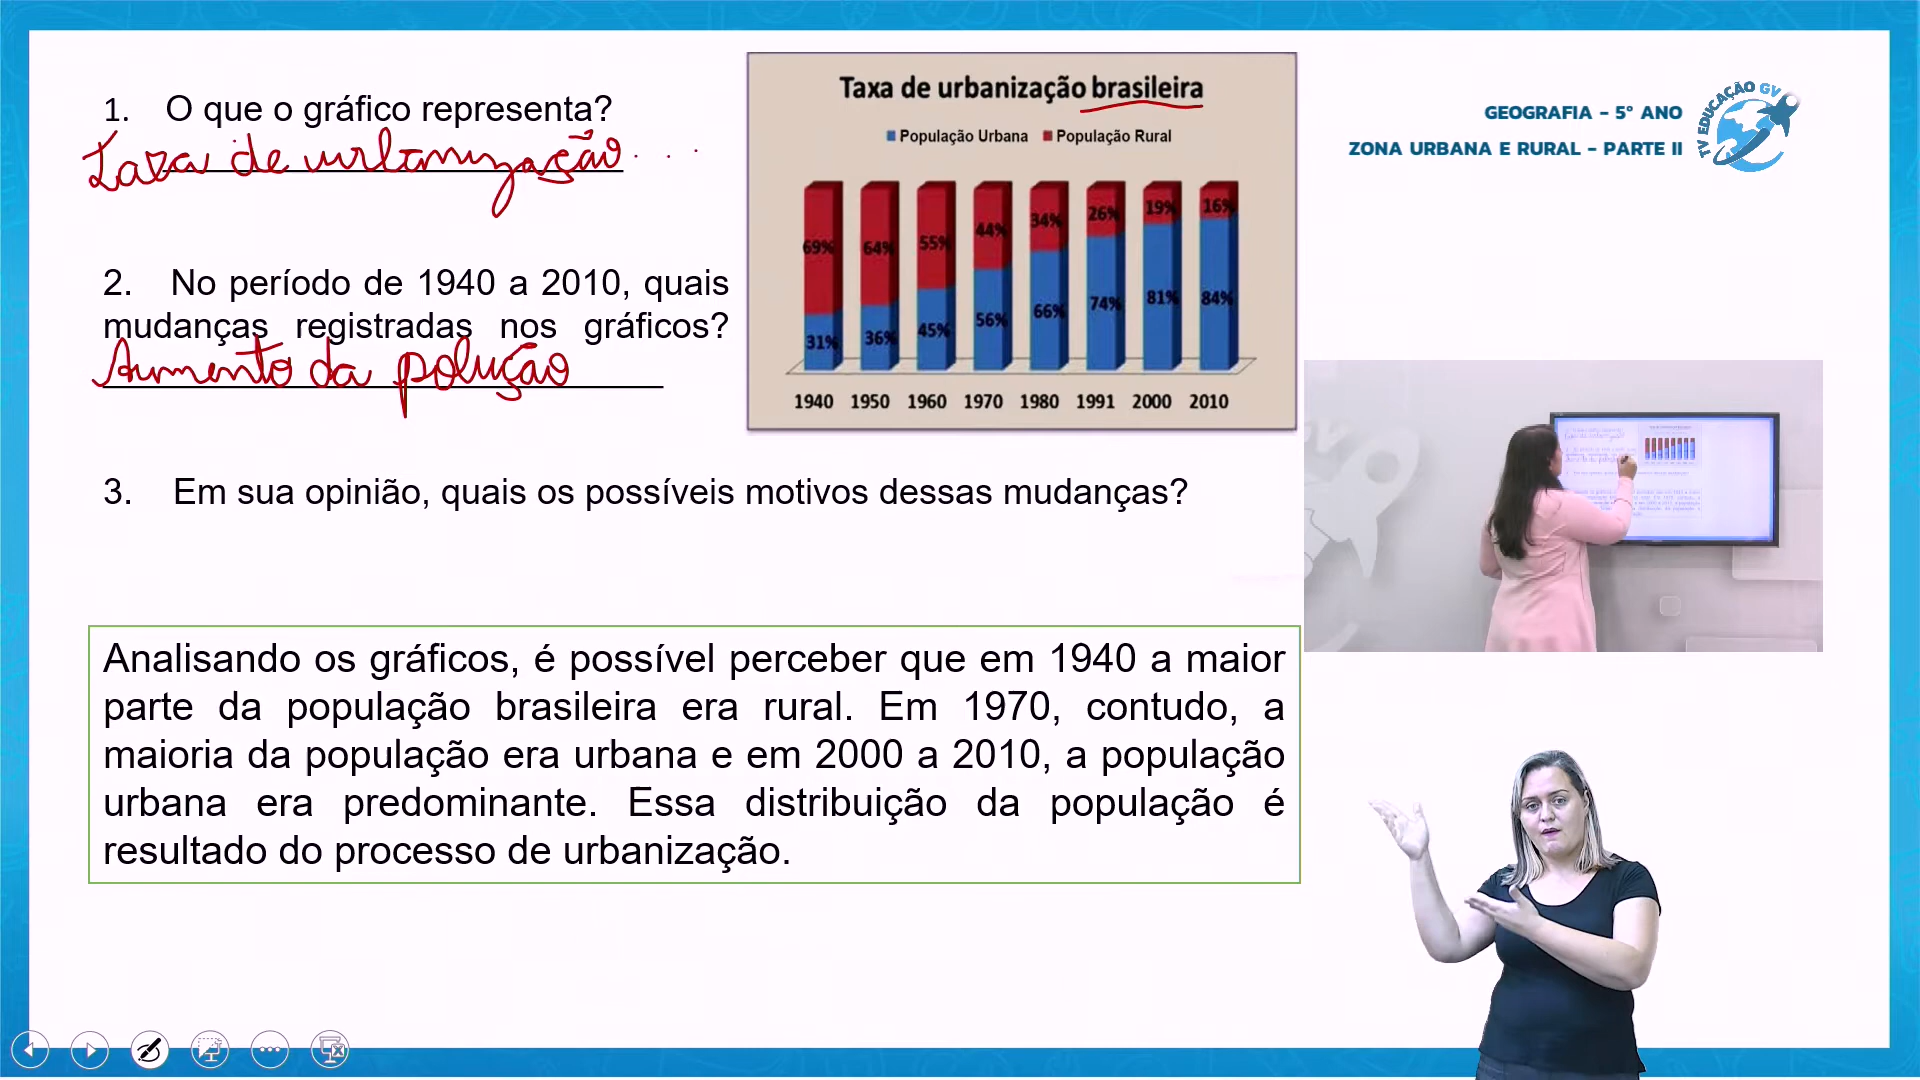 1. O que o gráfico representa?
Taxa de urbanização...
2. No período de 1940 a 2010, quais
mudanças registradas nos gráficos?
Aumento da polução
Taxa de urbanização brasileira
População Urbana População Rural
69% 64% 55% 44% 34% 26% 19% 16%
31% 36% 45% 56% 66% 74% 81% 84%
1940 1950 1960 1970 1980 1991 2000 2010
GEOGRAFIA - 5º ANO
ZONA URBANA E RURAL - PARTE II
TV EDUCAÇÃO GV
3. Em sua opinião, quais os possíveis motivos dessas mudanças?
Analisando os gráficos, é possível perceber que em 1940 a maior
parte da população brasileira era rural. Em 1970, contudo, a
maioria da população era urbana e em 2000 a 2010, a população
urbana era predominante. Essa distribuição da população é
resultado do processo de urbanização.